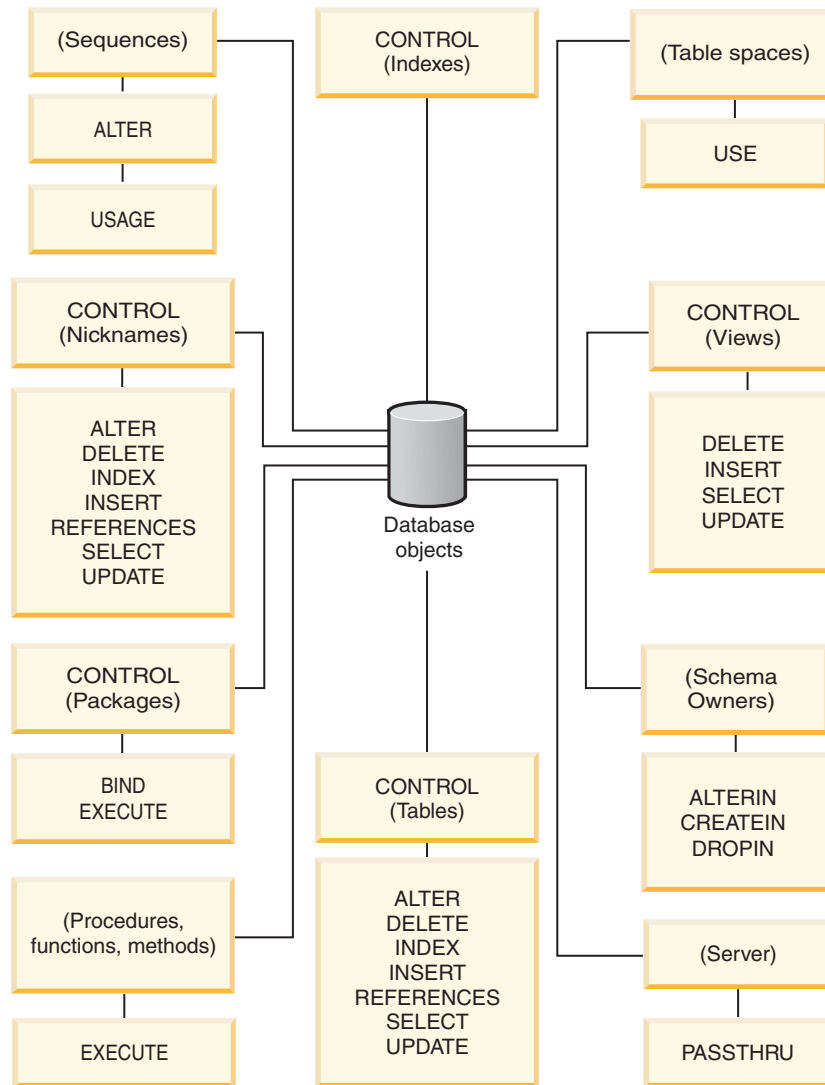 (Sequences)
ALTER
USAGE
CONTROL
(Indexes)
(Table spaces)
USE
CONTROL
(Nicknames)
ALTER
DELETE
INDEX
INSERT
REFERENCES
SELECT
UPDATE
CONTROL
(Views)
DELETE
INSERT
SELECT
UPDATE
Database
objects
CONTROL
(Packages)
BIND
EXECUTE
(Schema
Owners)
ALTERIN
CREATEIN
DROPIN
CONTROL
(Tables)
ALTER
DELETE
INDEX
INSERT
REFERENCES
SELECT
UPDATE
(Procedures,
functions, methods)
EXECUTE
(Server)
PASSTHRU